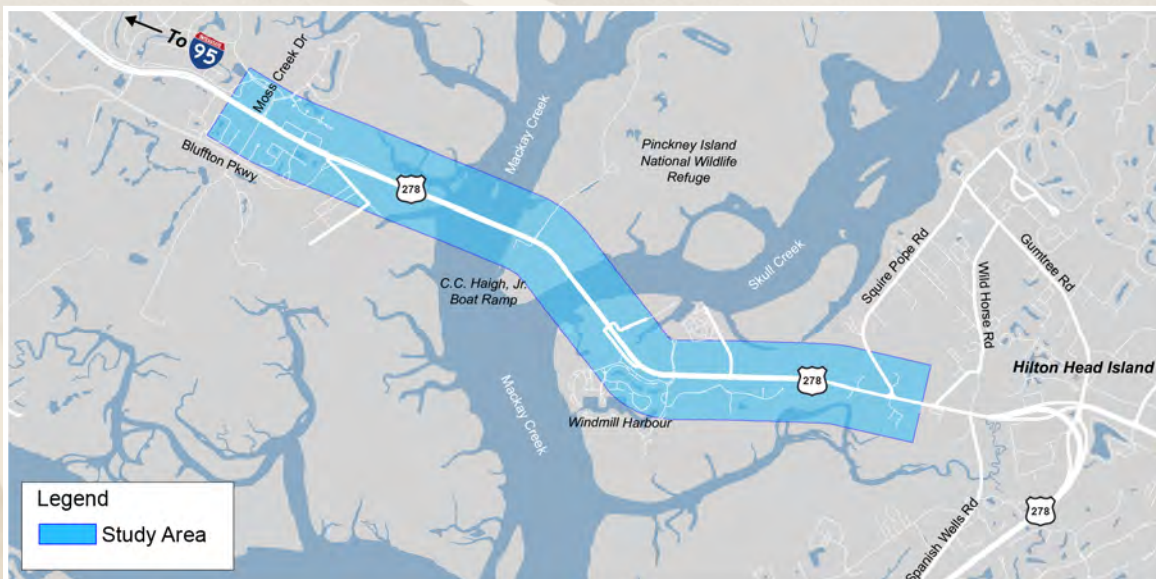 To
INTERSTATE
95
Moss Creek Dr
Bluffton Pkwy
278
Mackay Creek
Pinckney Island
National Wildlife
Refuge
C.C. Haigh, Jr.
Boat Ramp
Skull Creek
Mackay Creek
Windmill Harbour
278
Squire Pope Rd
Wild Horse Rd
Gumtree Rd
Hilton Head Island
Spanish Wells Rd
278
Legend
Study Area